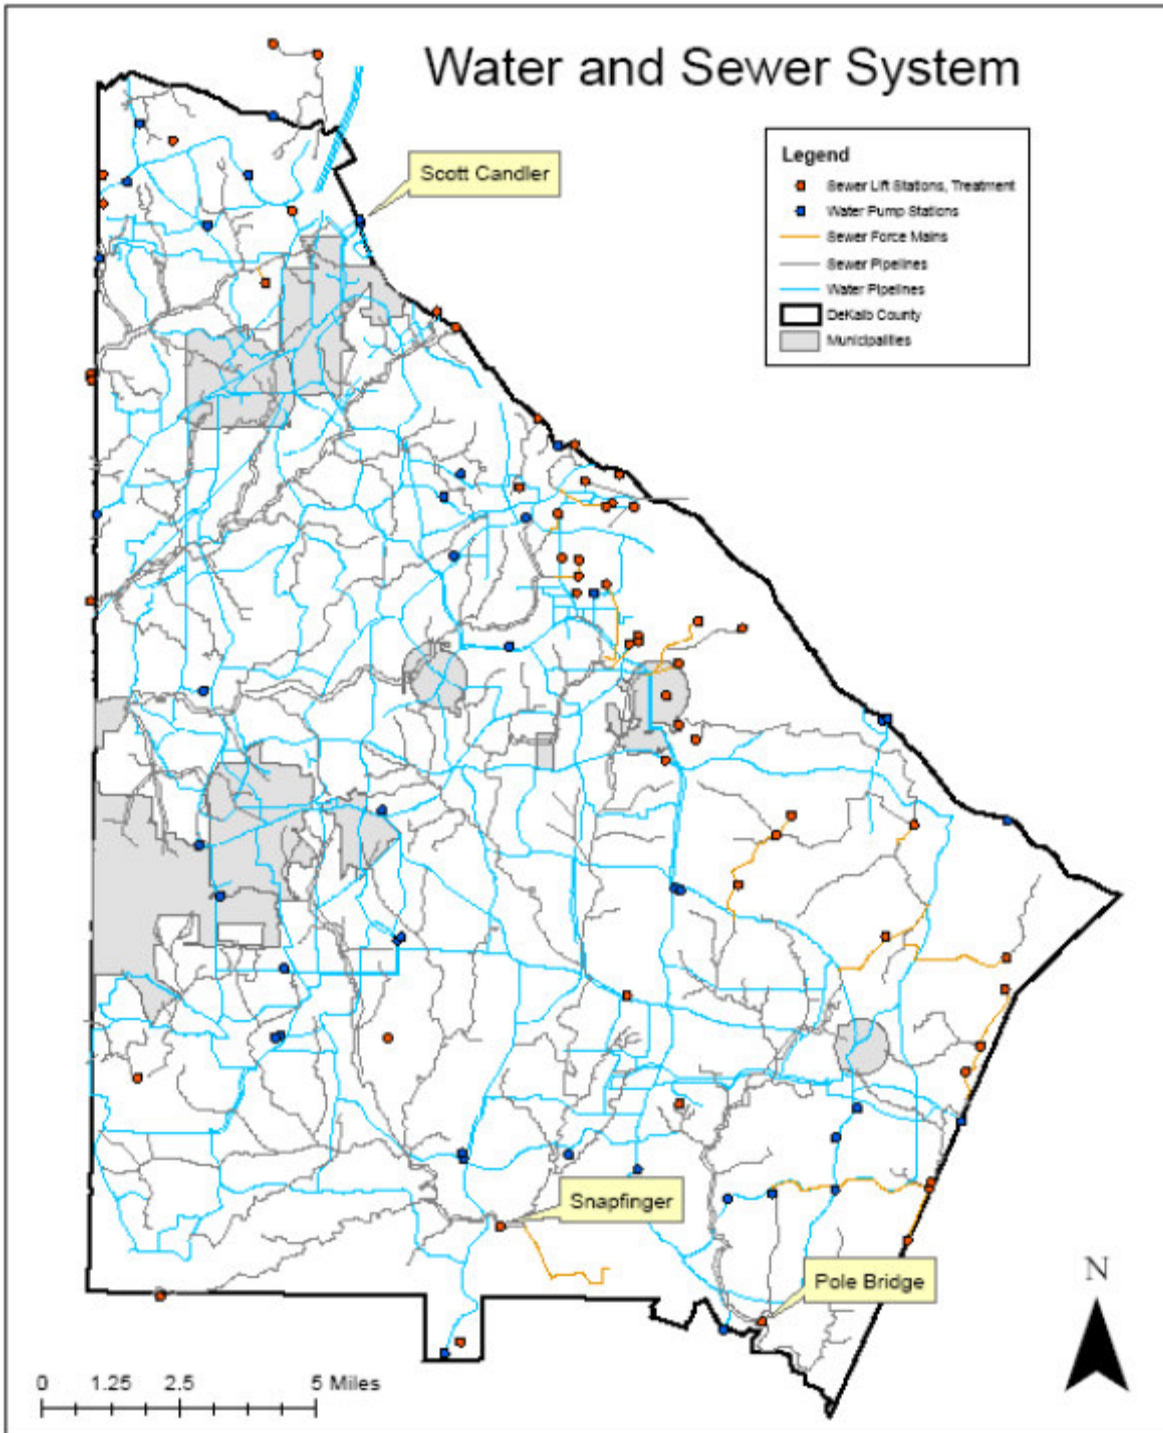 Water and Sewer System
Legend
Sewer Lift Stations, Treatment
Water Pump Stations
Sewer Force Mains
Sewer Pipelines
Water Pipelines
DeKalb County
Municipalities
Scott Candler
Snapfinger
Pole Bridge
N
0 1.25 2.5 5 Miles